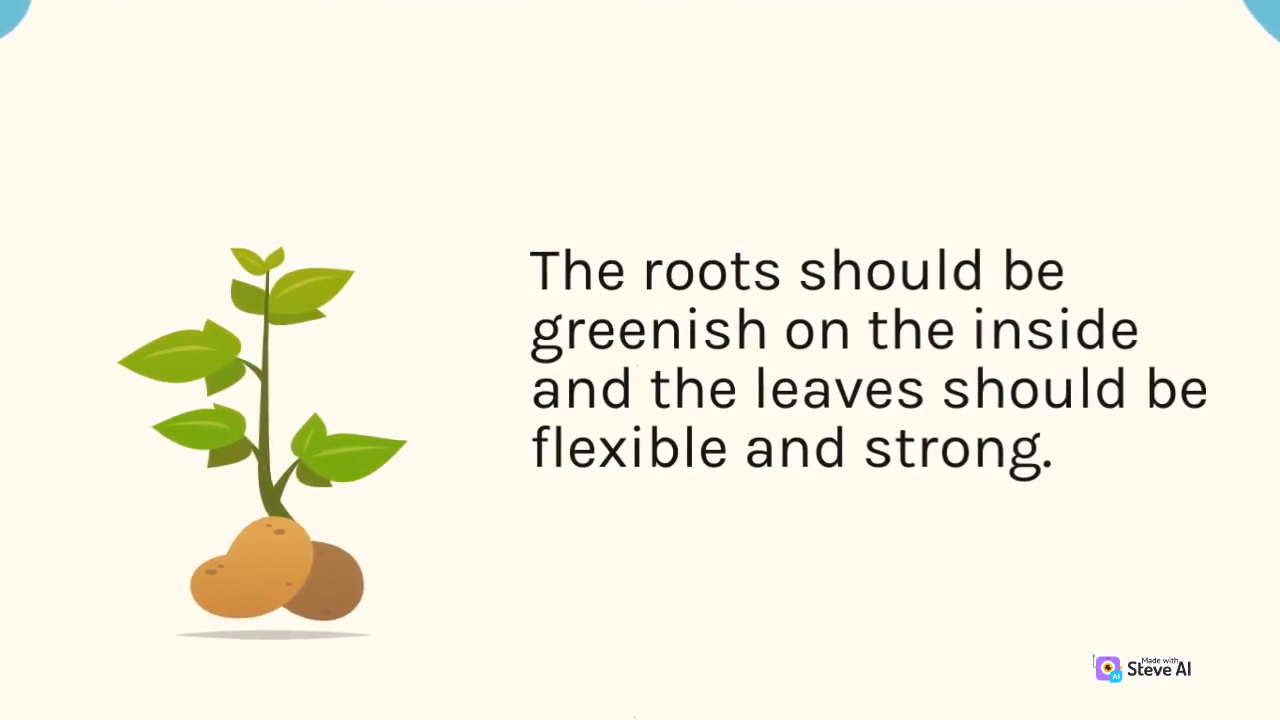 The roots should be
greenish on the inside
and the leaves should be
flexible and strong.
Made with
Steve AI
AI